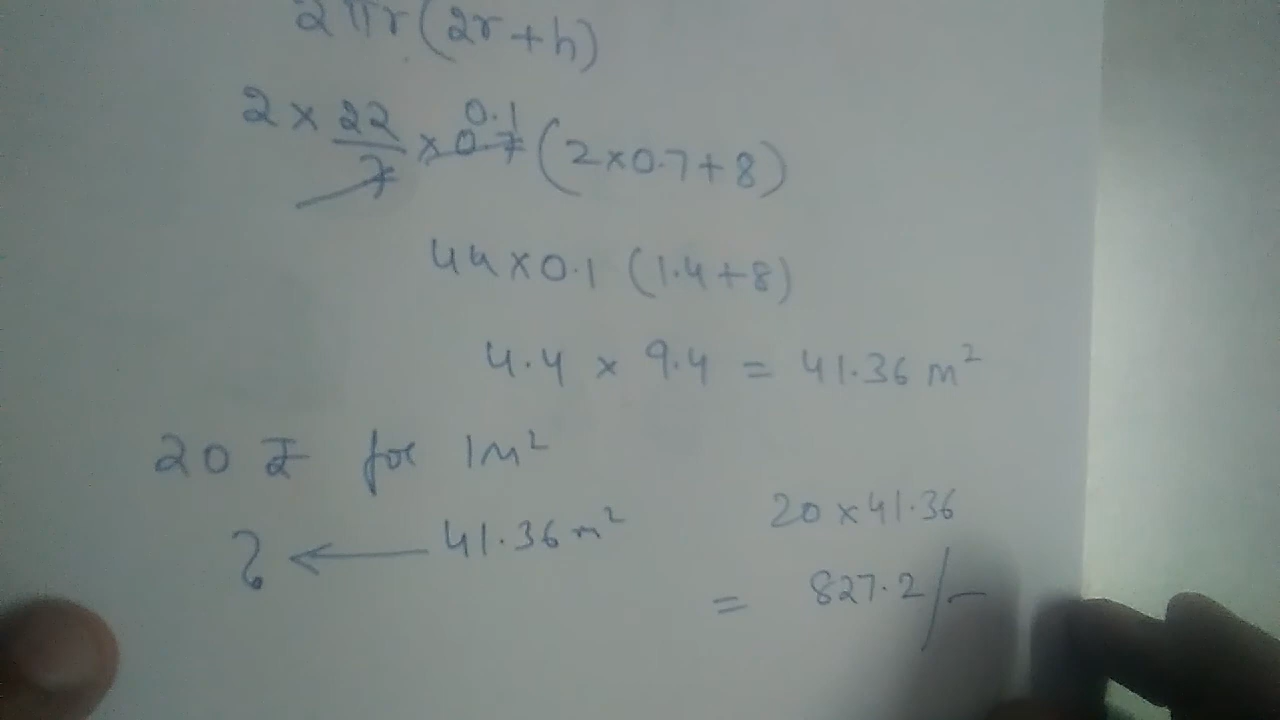 2πr(2r+h)
2 × 22/7 × 0.7 0.1 (2×0.7+8)
44×0.1 (1.4+8)
4.4 × 9.4 = 41.36 m²
20 ₹ for 1m²
? ← 41.36 m²
20 × 41.36
= 827.2/-